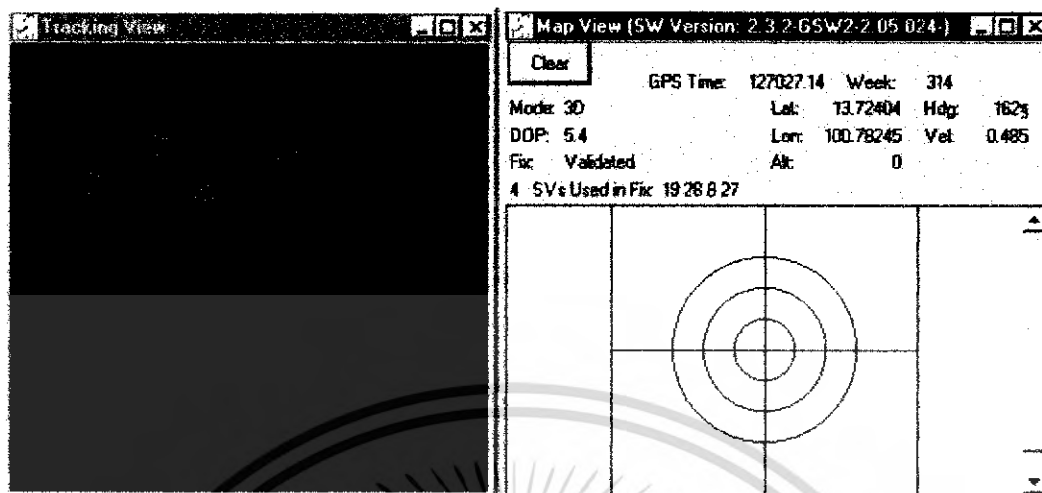 Tracking View
Map View (SW Version: 2.3.2-GSW2-2.05 024-)
Clear
GPS Time: 127027.14 Week: 314
Mode: 3D Lat: 13.72404 Hdg:
DOP: 5.4 Lon: 100.78245 Vel: 0.485
Fix: Validated Alt: 0
4 SVs Used in Fix: 19 28 8 27